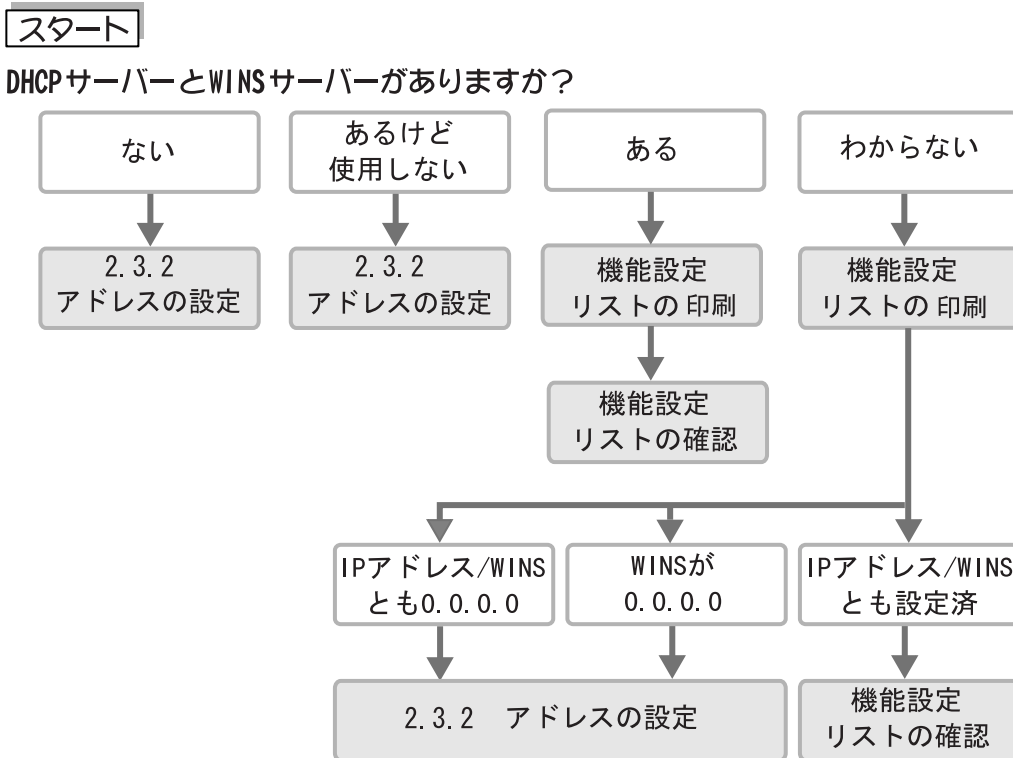 スタート
DHCPサーバーとWINSサーバーがありますか？
ない
あるけど
使用しない
ある
わからない
2.3.2
アドレスの設定
2.3.2
アドレスの設定
機能設定
リストの印刷
機能設定
リストの印刷
機能設定
リストの確認
IPアドレス/WINS
とも0.0.0.0
WINSが
0.0.0.0
IPアドレス/WINS
とも設定済
2.3.2 アドレスの設定
機能設定
リストの確認